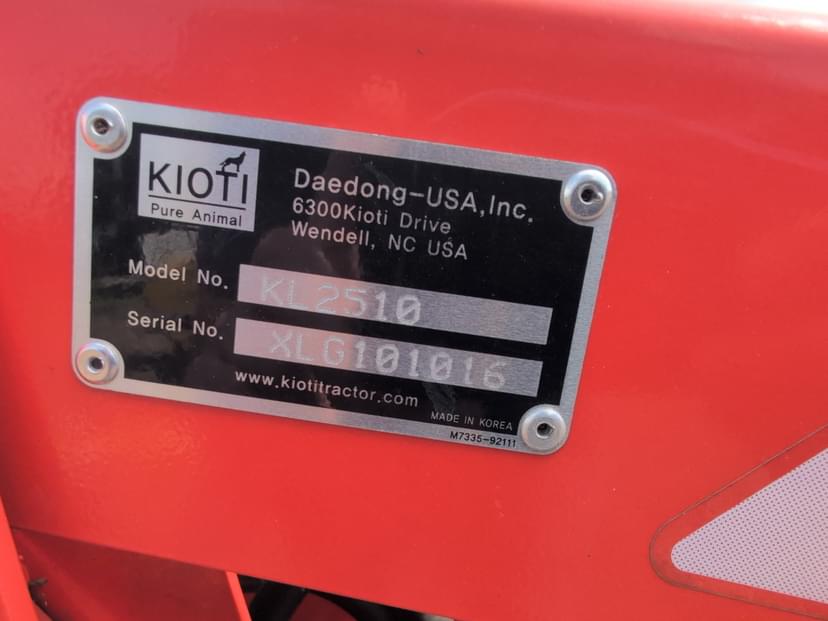 KIOTI
Pure Animal
Daedong-USA,Inc.
6300Kioti Drive
Wendell, NC USA
Model No. KL2510
Serial No. XLG101016
www.kiotitractor.com
MADE IN KOREA
M7335-92111